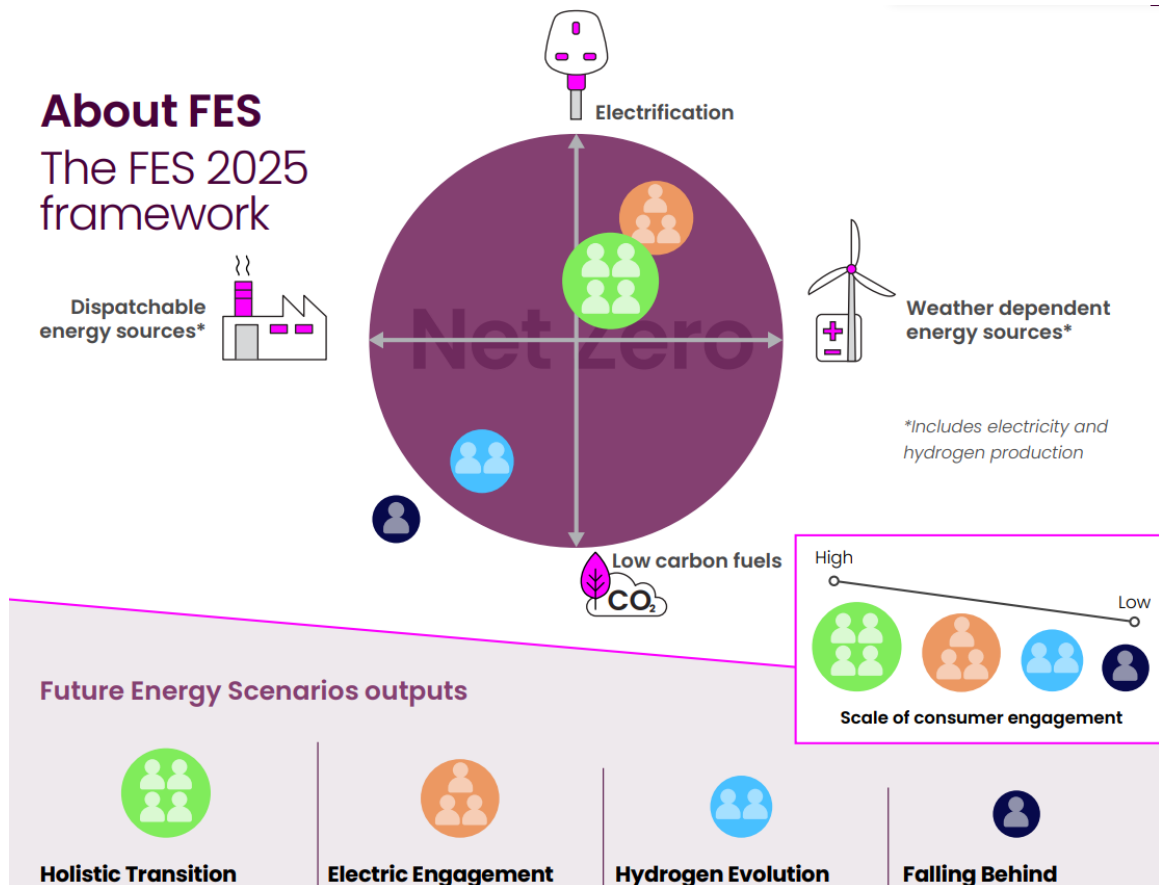 About FES
The FES 2025
framework
Electrification
Dispatchable
energy sources*
Net Zero
Weather dependent
energy sources*
*Includes electricity and
hydrogen production
Low carbon fuels
CO₂
High
Low
Scale of consumer engagement
Future Energy Scenarios outputs
Holistic Transition
Electric Engagement
Hydrogen Evolution
Falling Behind